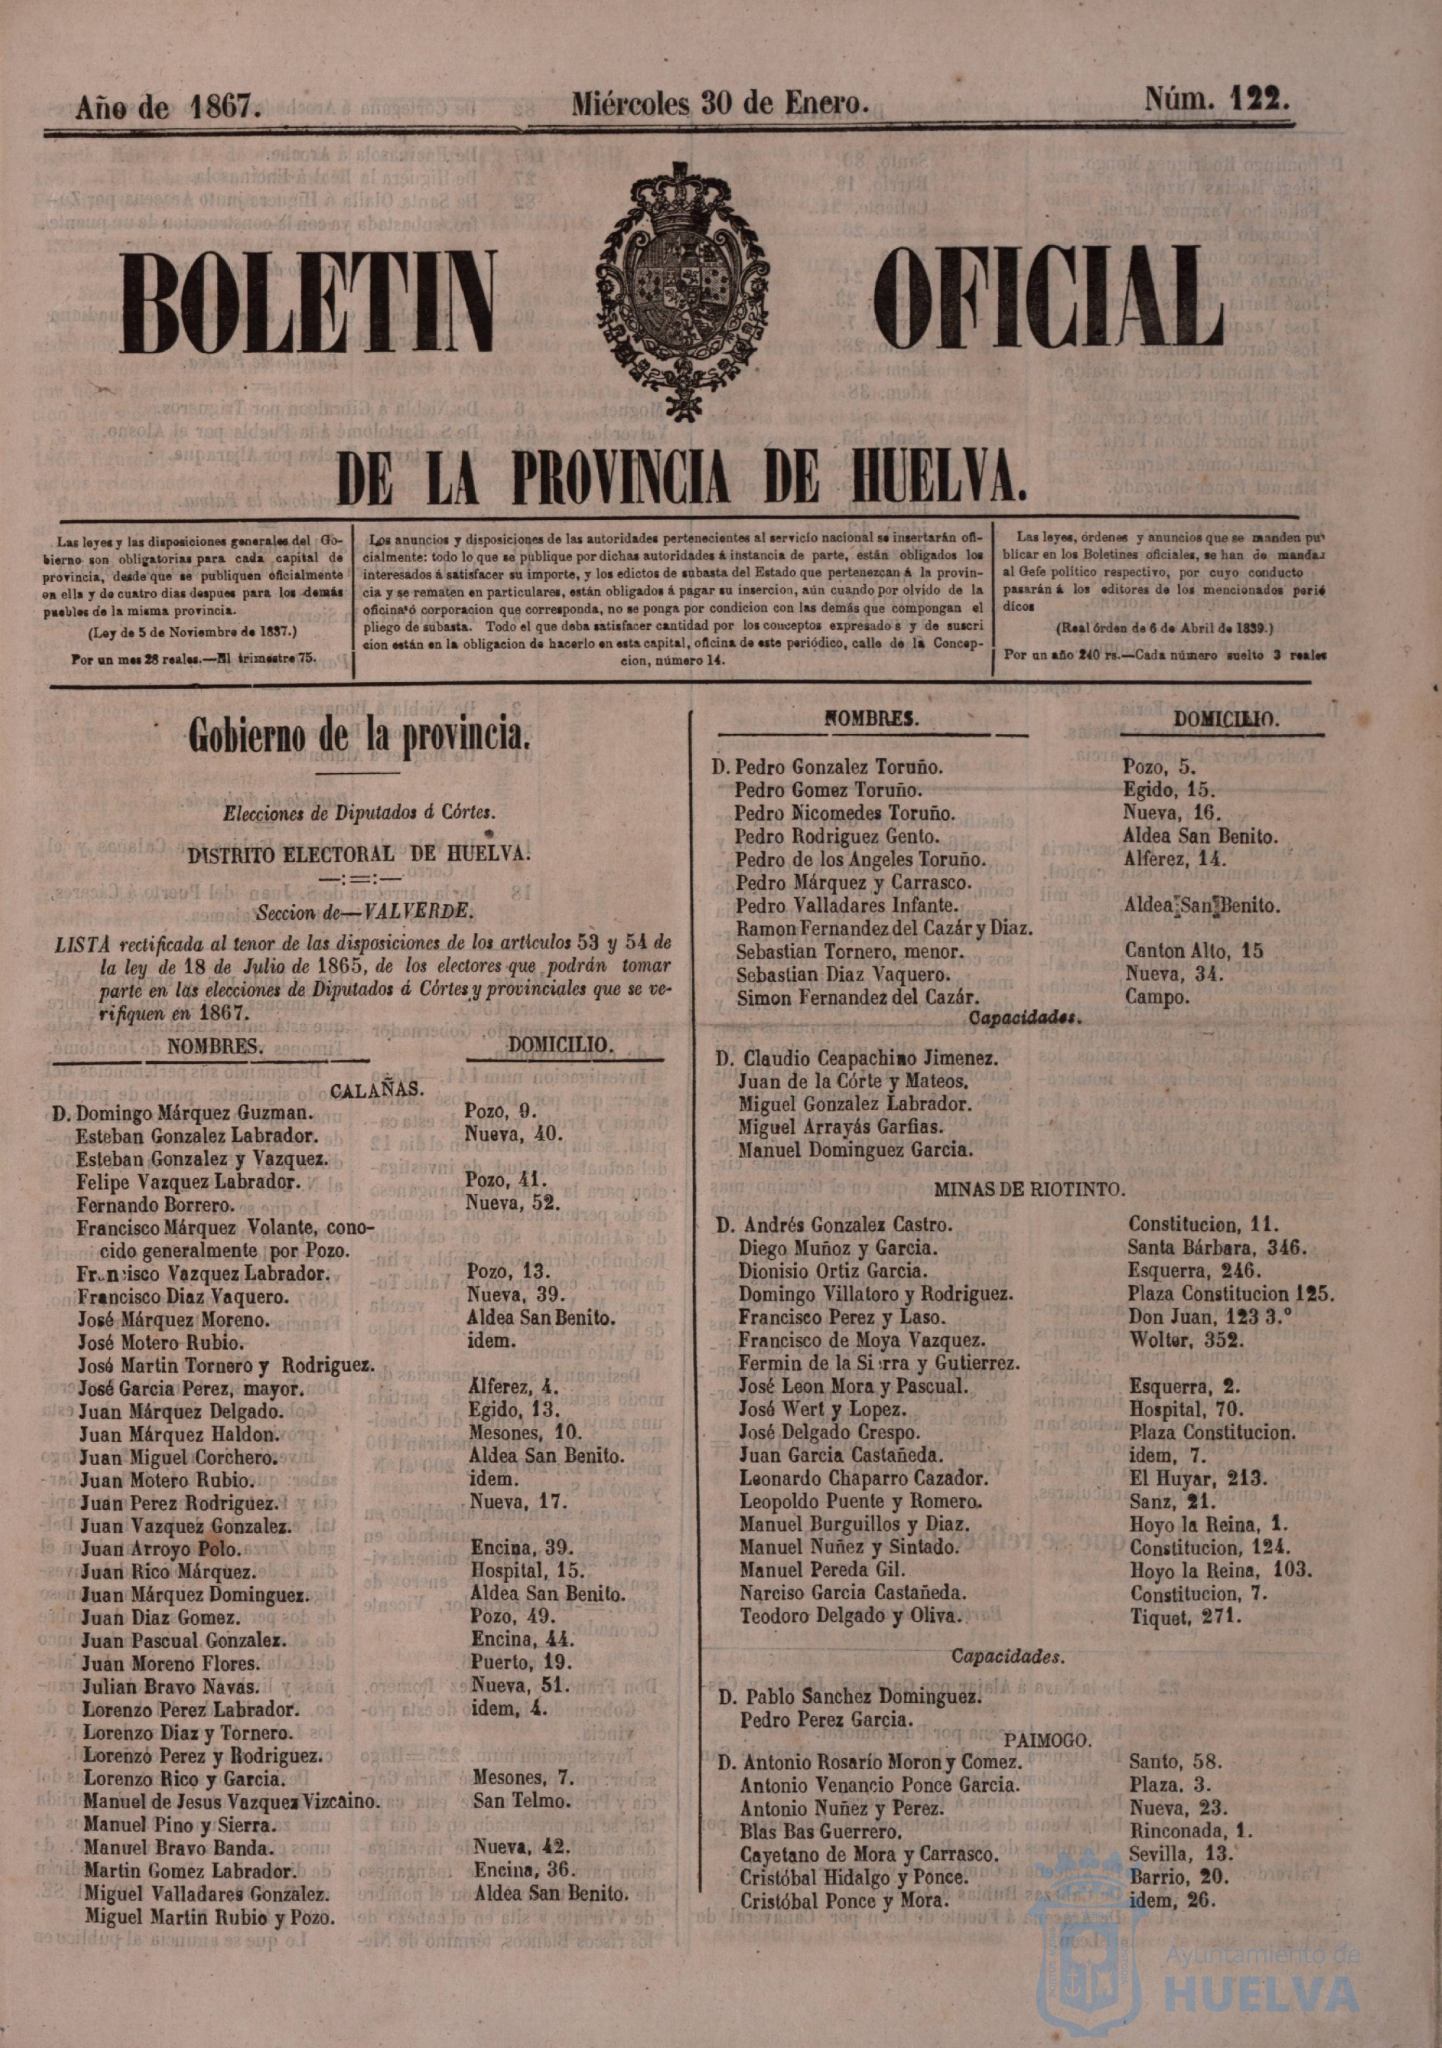 Año de 1867.
Miércoles 30 de Enero.
Núm. 122.
BOLETIN OFICIAL
DE LA PROVINCIA DE HUELVA.
Las leyes y las disposiciones generales del Go-
bierno son obligatorias para cada capital de
provincia, desde que se publiquen oficialmente
en ella y de cuatro dias despues para los demás
pueblos de la misma provincia.
(Ley de 5 de Noviembre de 1837.)
Por un mes 28 reales.—El trimestre 75.
Los anuncios y disposiciones de las autoridades pertenecientes al servicio nacional se insertarán ofi-
cialmente: todo lo que se publique por dichas autoridades á instancia de parte, están obligados los
interesados á satisfacer su importe, y los edictos de subasta del Estado que pertenezcan á la provin-
cia y se rematen en particulares, están obligados á pagar su insercion, aún cuando por olvido de la
oficina ó corporacion que corresponda, no se ponga por condicion con las demás que compongan el
pliego de subasta. Todo el que deba satisfacer cantidad por los conceptos expresados y de suscri
cion están en la obligacion de hacerlo en esta capital, oficina de este periódico, calle de la Concep-
cion, número 14.
Las leyes, órdenes y anuncios que se manden pu
blicar en los Boletines oficiales, se han de mandar
al Gefe político respectivo, por cuyo conducto
pasarán á los editores de los mencionados perió
dicos
(Real órden de 6 de Abril de 1839.)
Por un año 240 rs.—Cada número suelto 3 reales
Gobierno de la provincia.
Elecciones de Diputados á Córtes.
DISTRITO ELECTORAL DE HUELVA.
Seccion de—VALVERDE.
LISTA rectificada al tenor de las disposiciones de los artículos 53 y 54 de
la ley de 18 de Julio de 1865, de los electores que podrán tomar
parte en las elecciones de Diputados á Córtes y provinciales que se ve-
rifiquen en 1867.
NOMBRES. DOMICILIO.
CALAÑAS.
D. Domingo Márquez Guzman. Pozo, 9.
Esteban Gonzalez Labrador. Nueva, 40.
Esteban Gonzalez y Vazquez.
Felipe Vazquez Labrador. Pozo, 41.
Fernando Borrero. Nueva, 52.
Francisco Márquez Volante, cono-
cido generalmente por Pozo.
Francisco Vazquez Labrador. Pozo, 13.
Francisco Diaz Vaquero. Nueva, 39.
José Márquez Moreno. Aldea San Benito.
José Motero Rubio. idem.
José Martin Tornero y Rodriguez.
José Garcia Perez, mayor. Alferez, 4.
Juan Márquez Delgado. Egido, 13.
Juan Márquez Haldon. Mesones, 10.
Juan Miguel Corchero. Aldea San Benito.
Juan Motero Rubio. idem.
Juan Perez Rodriguez. Nueva, 17.
Juan Vazquez Gonzalez.
Juan Arroyo Polo. Encina, 39.
Juan Rico Márquez. Hospital, 15.
Juan Márquez Dominguez. Aldea San Benito.
Juan Diaz Gomez. Pozo, 49.
Juan Pascual Gonzalez. Encina, 44.
Juan Moreno Flores. Puerto, 19.
Julian Bravo Navas. Nueva, 51.
Lorenzo Perez Labrador. idem, 4.
Lorenzo Diaz y Tornero.
Lorenzo Perez y Rodriguez.
Lorenzo Rico y Garcia. Mesones, 7.
Manuel de Jesus Vazquez Vizcaino. San Telmo.
Manuel Pino y Sierra.
Manuel Bravo Banda. Nueva, 42.
Martin Gomez Labrador. Encina, 36.
Miguel Valladares Gonzalez. Aldea San Benito.
Miguel Martin Rubio y Pozo.
NOMBRES. DOMICILIO.
D. Pedro Gonzalez Toruño. Pozo, 5.
Pedro Gomez Toruño. Egido, 15.
Pedro Nicomedes Toruño. Nueva, 16.
Pedro Rodriguez Gento. Aldea San Benito.
Pedro de los Angeles Toruño. Alferez, 14.
Pedro Márquez y Carrasco.
Pedro Valladares Infante. Aldea San Benito.
Ramon Fernandez del Cazár y Diaz.
Sebastian Tornero, menor. Canton Alto, 15
Sebastian Diaz Vaquero. Nueva, 34.
Simon Fernandez del Cazár. Campo.
Capacidades.
D. Claudio Ceapachino Jimenez.
Juan de la Córte y Mateos,
Miguel Gonzalez Labrador.
Miguel Arrayás Garfias.
Manuel Dominguez Garcia.
MINAS DE RIOTINTO.
D. Andrés Gonzalez Castro. Constitucion, 11.
Diego Muñoz y Garcia. Santa Bárbara, 346.
Dionisio Ortiz Garcia. Esquerra, 246.
Domingo Villatoro y Rodriguez. Plaza Constitucion 125.
Francisco Perez y Laso. Don Juan, 123 3.º
Francisco de Moya Vazquez. Wolter, 352.
Fermin de la Sierra y Gutierrez.
José Leon Mora y Pascual. Esquerra, 2.
José Wert y Lopez. Hospital, 70.
José Delgado Crespo. Plaza Constitucion.
Juan Garcia Castañeda. idem, 7.
Leonardo Chaparro Cazador. El Huyar, 213.
Leopoldo Puente y Romero. Sanz, 21.
Manuel Burguillos y Diaz. Hoyo la Reina, 1.
Manuel Nuñez y Sintado. Constitucion, 124.
Manuel Pereda Gil. Hoyo la Reina, 103.
Narciso Garcia Castañeda. Constitucion, 7.
Teodoro Delgado y Oliva. Tiquet, 271.
Capacidades.
D. Pablo Sanchez Dominguez.
Pedro Perez Garcia.
PAIMOGO.
D. Antonio Rosarío Moron y Comez. Santo, 58.
Antonio Venancio Ponce Garcia. Plaza. 3.
Antonio Nuñez y Perez. Nueva, 23.
Blas Bas Guerrero. Rinconada, 1.
Cayetano de Mora y Carrasco. Sevilla, 13.
Cristóbal Hidalgo y Ponce. Barrio, 20.
Cristóbal Ponce y Mora. idem, 26.
Ayuntamiento de
HUELVA